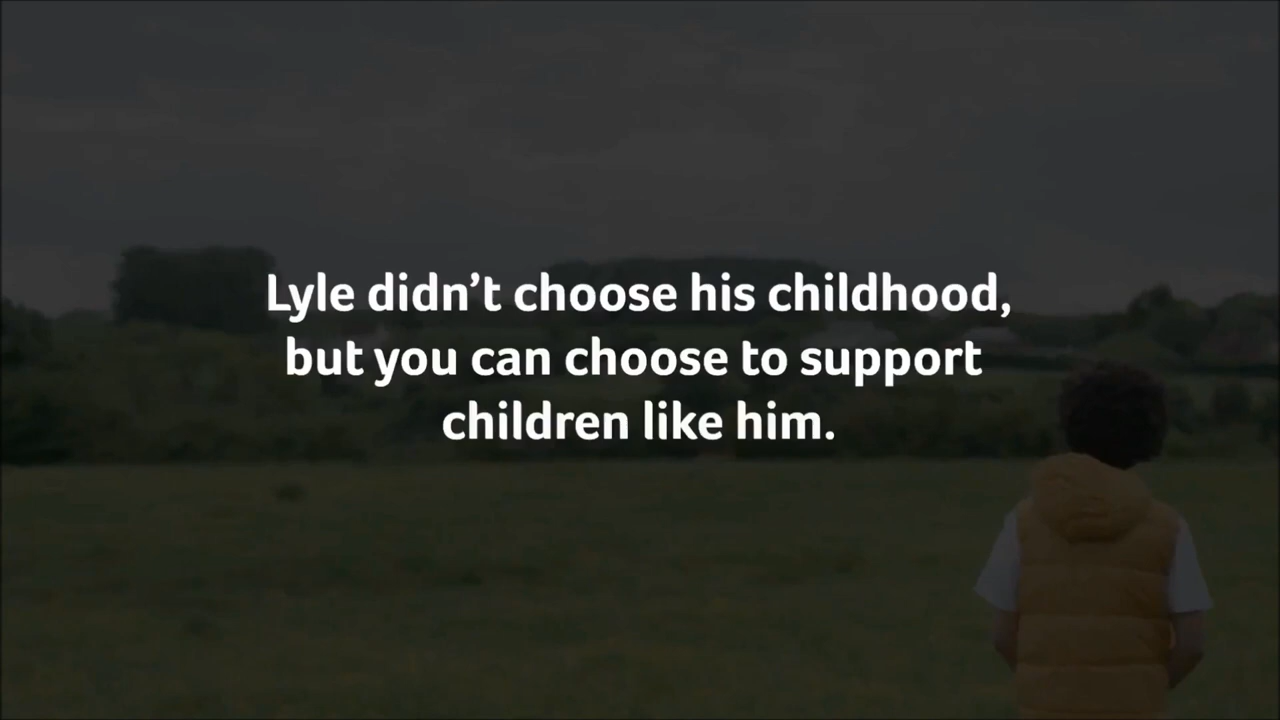 Lyle didn’t choose his childhood,
but you can choose to support
children like him.